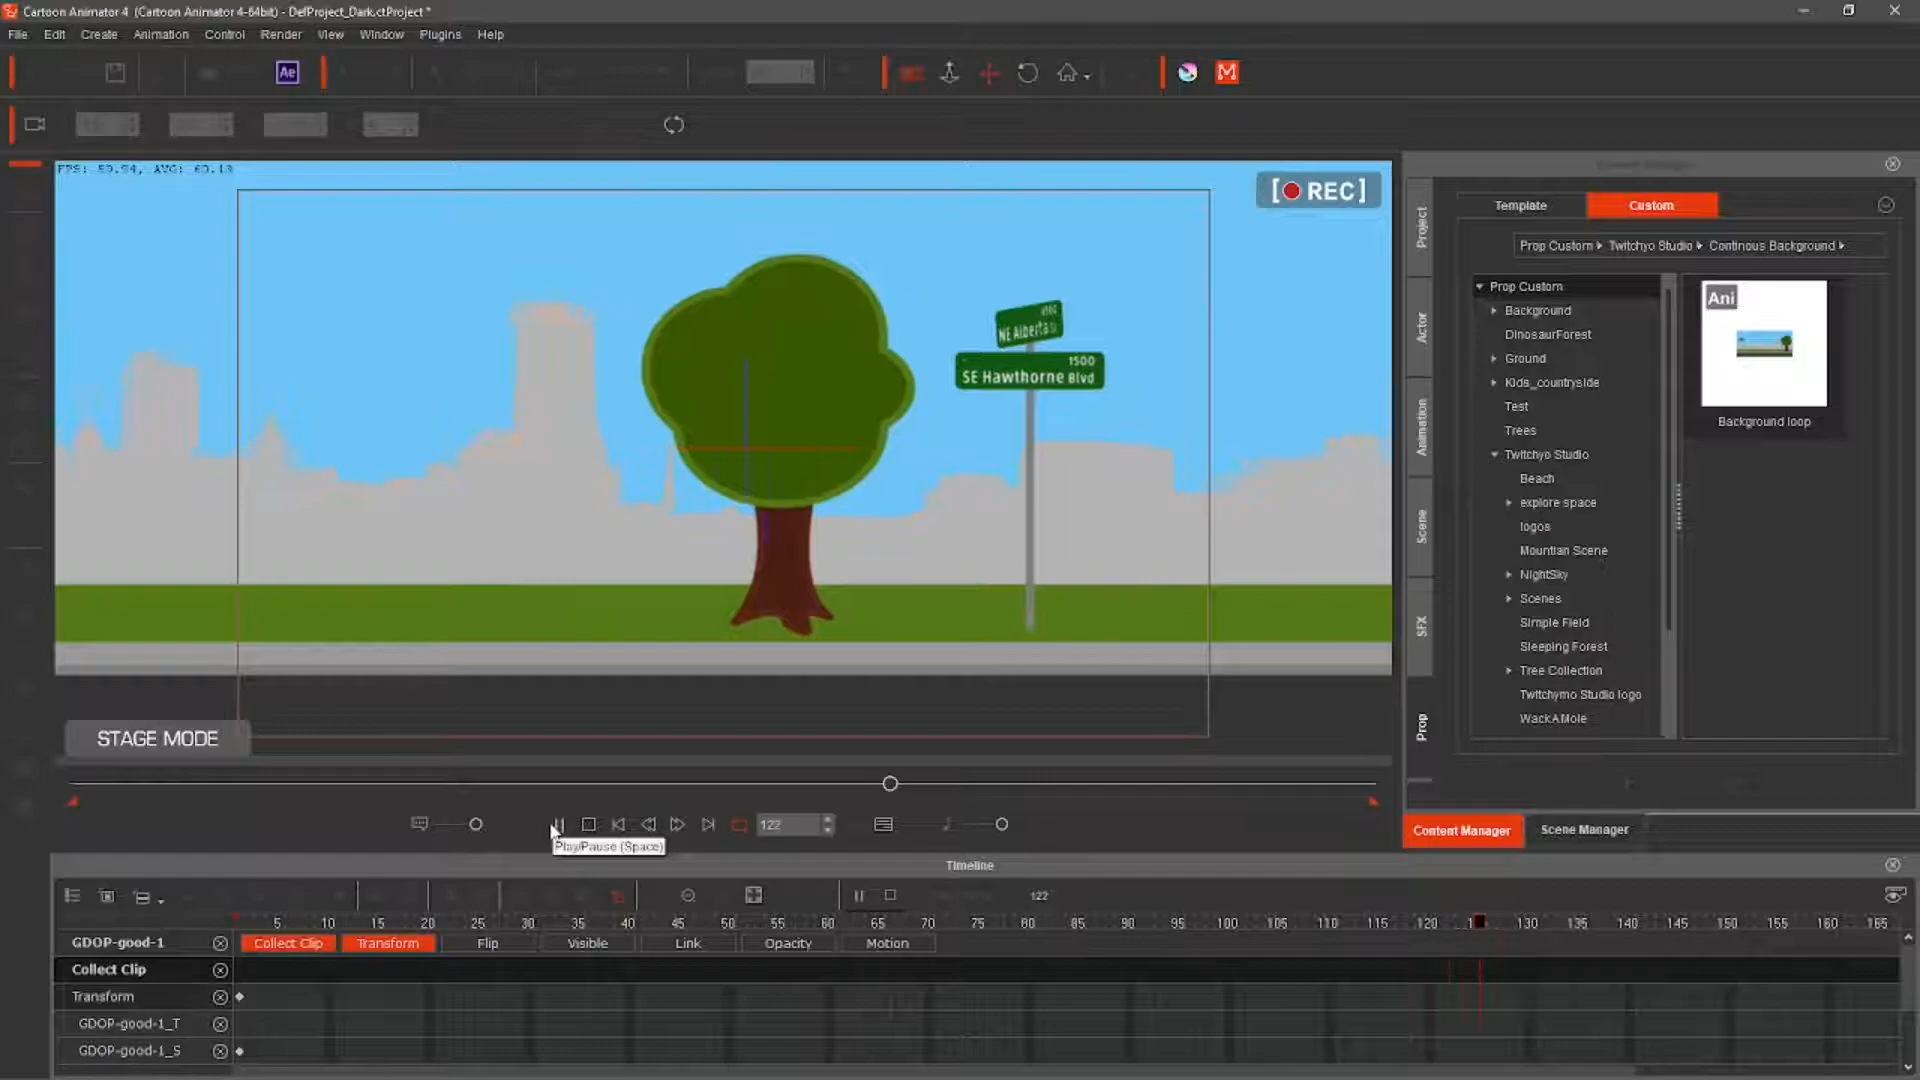 Cartoon Animator 4 (Cartoon Animator 4-64bit) - DefProject_Dark.ctProject *
File Edit Create Animation Control Render View Window Plugins Help
Ae
FPS: 59.94, AVG: 60.13
[ REC]
4500
NE Alberta St
1500
SE Hawthorne Blvd
STAGE MODE
122
Play/Pause (Space)
Project
Actor
Animation
Scene
SFX
Prop
Template Custom
Prop Custom Twitchyo Studio Continous Background
Prop Custom
Background
DinosaurForest
Ground
Kids_countryside
Test
Trees
Twitchyo Studio
Beach
explore space
logos
Mountian Scene
NightSky
Scenes
Simple Field
Sleeping Forest
Tree Collection
Twitchymo Studio logo
WackAMole
Ani
Background loop
Content Manager Scene Manager
Timeline
122
5 10 15 20 25 30 35 40 45 50 55 60 65 70 75 80 85 90 95 100 105 110 115 120 130 135 140 145 150 155 160 165
GDOP-good-1 Collect Clip Transform Flip Visible Link Opacity Motion
Collect Clip
Transform
GDOP-good-1_T
GDOP-good-1_S